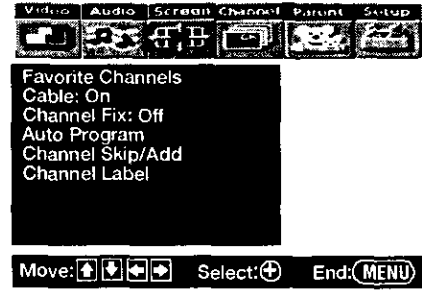 Video Audio Screen Channel Parent Setup
Favorite Channels
Cable: On
Channel Fix: Off
Auto Program
Channel Skip/Add
Channel Label
Move: Select: End: MENU